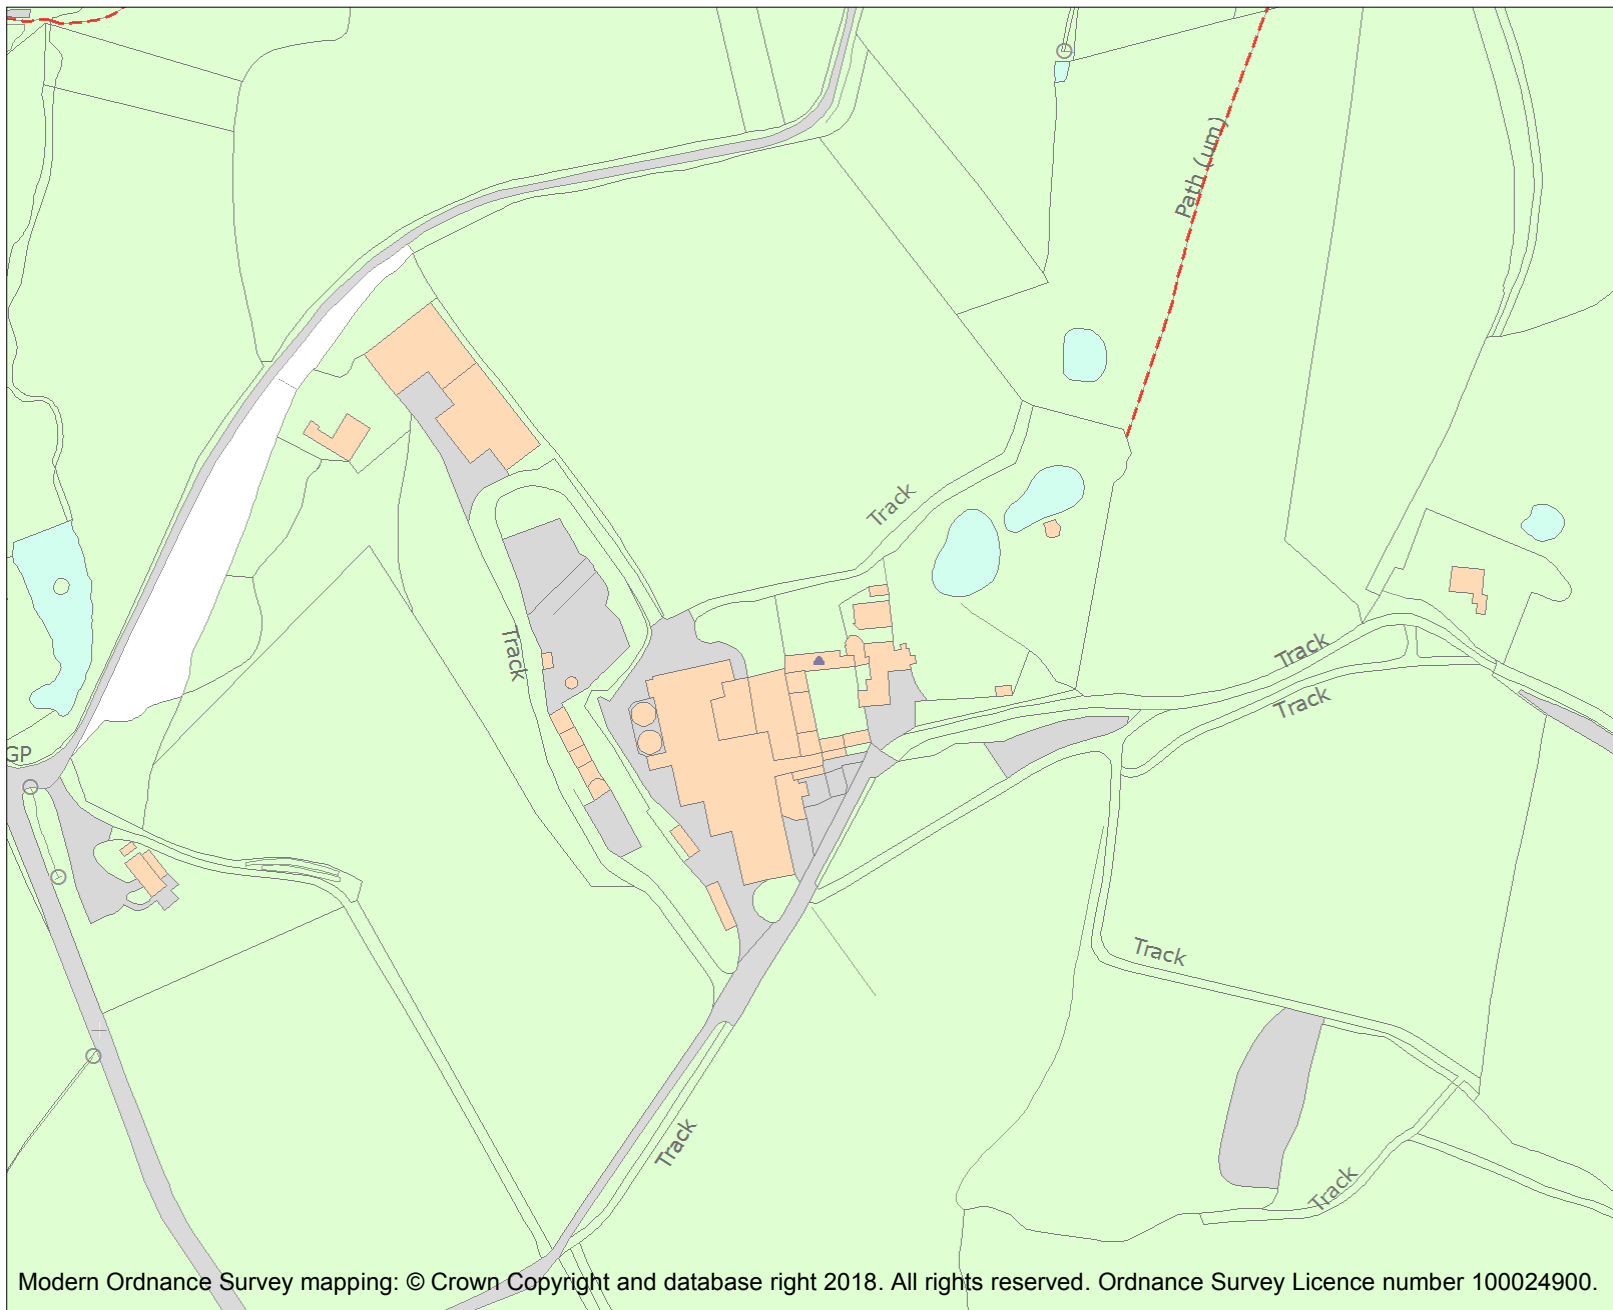 Path (um)
Track
Track
Track
Track
GP
Track
Track
Track
Modern Ordnance Survey mapping: © Crown Copyright and database right 2018. All rights reserved. Ordnance Survey Licence number 100024900.